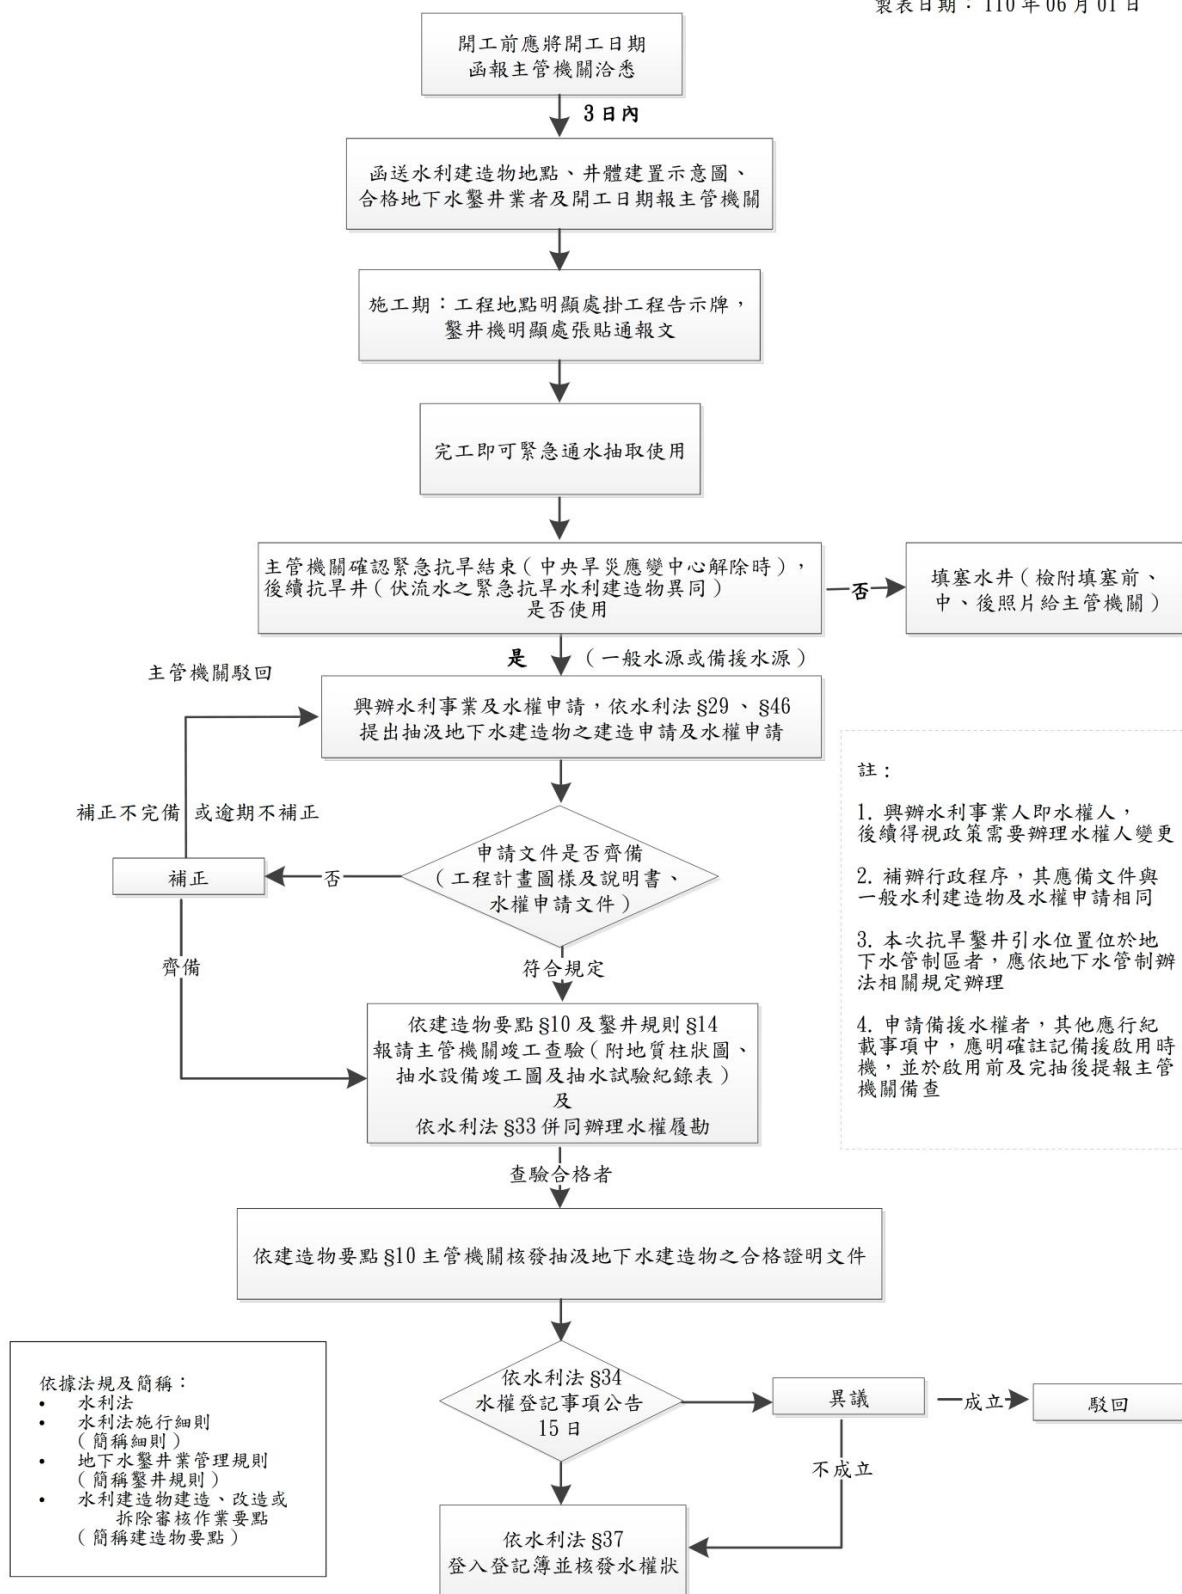 製表日期：110年06月01日
開工前應將開工日期
函報主管機關洽悉
3日內
函送水利建造物地點、井體建置示意圖、
合格地下水鑿井業者及開工日期報主管機關
施工期：工程地點明顯處掛工程告示牌，
鑿井機明顯處張貼通報文
完工即可緊急通水抽取使用
主管機關確認緊急抗旱結束（中央旱災應變中心解除時），
後續抗旱井（伏流水之緊急抗旱水利建造物異同）
是否使用
否
填塞水井（檢附填塞前、
中、後照片給主管機關）
是
（一般水源或備援水源）
主管機關駁回
興辦水利事業及水權申請，依水利法§29、§46
提出抽汲地下水建造物之建造申請及水權申請
補正不完備 或逾期不補正
申請文件是否齊備
（工程計畫圖樣及說明書、
水權申請文件）
否
補正
齊備
符合規定
依建造物要點§10及鑿井規則§14
報請主管機關竣工查驗（附地質柱狀圖、
抽水設備竣工圖及抽水試驗紀錄表）
及
依水利法§33併同辦理水權履勘
註：
1. 興辦水利事業人即水權人，
後續得視政策需要辦理水權人變更
2. 補辦行政程序，其應備文件與
一般水利建造物及水權申請相同
3. 本次抗旱鑿井引水位置位於地
下水管制區者，應依地下水管制辦
法相關規定辦理
4. 申請備援水權者，其他應行紀
載事項中，應明確註記備援啟用時
機，並於啟用前及完抽後提報主管
機關備查
查驗合格者
依建造物要點§10主管機關核發抽汲地下水建造物之合格證明文件
依水利法§34
水權登記事項公告
15日
異議
成立
駁回
不成立
依水利法§37
登入登記簿並核發水權狀
依據法規及簡稱：
• 水利法
• 水利法施行細則
（簡稱細則）
• 地下水鑿井業管理規則
（簡稱鑿井規則）
• 水利建造物建造、改造或
拆除審核作業要點
（簡稱建造物要點）